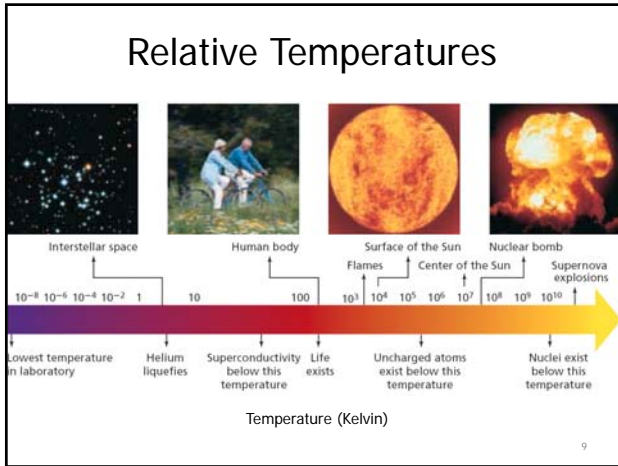 Relative Temperatures
Interstellar space
Human body
Surface of the Sun
Nuclear bomb
Flames
Center of the Sun
Supernova
explosions
10⁻⁸ 10⁻⁶ 10⁻⁴ 10⁻² 1 10 100 10³ 10⁴ 10⁵ 10⁶ 10⁷ 10⁸ 10⁹ 10¹⁰
Lowest temperature
in laboratory
Helium
liquefies
Superconductivity
below this
temperature
Life
exists
Uncharged atoms
exist below this
temperature
Nuclei exist
below this
temperature
Temperature (Kelvin)
9